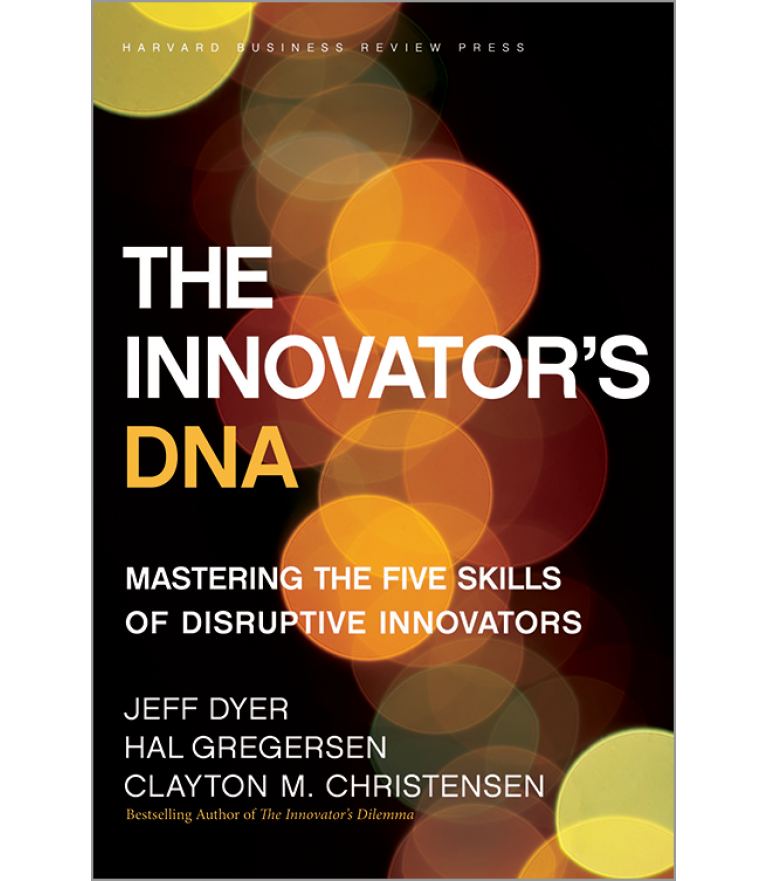 HARVARD BUSINESS REVIEW PRESS
THE
INNOVATOR’S
DNA
MASTERING THE FIVE SKILLS
OF DISRUPTIVE INNOVATORS
JEFF DYER
HAL GREGERSEN
CLAYTON M. CHRISTENSEN
Bestselling Author of The Innovator’s Dilemma